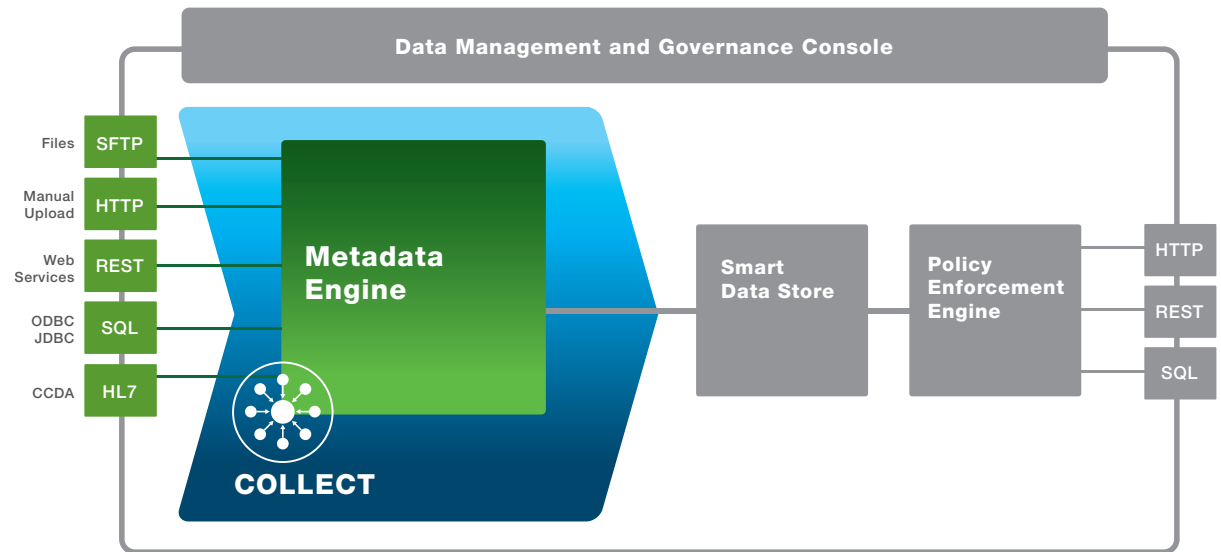 Data Management and Governance Console
Files
SFTP
Manual
Upload
HTTP
Web
Services
REST
ODBC
JDBC
SQL
CCDA
HL7
Metadata
Engine
COLLECT
Smart
Data Store
Policy
Enforcement
Engine
HTTP
REST
SQL